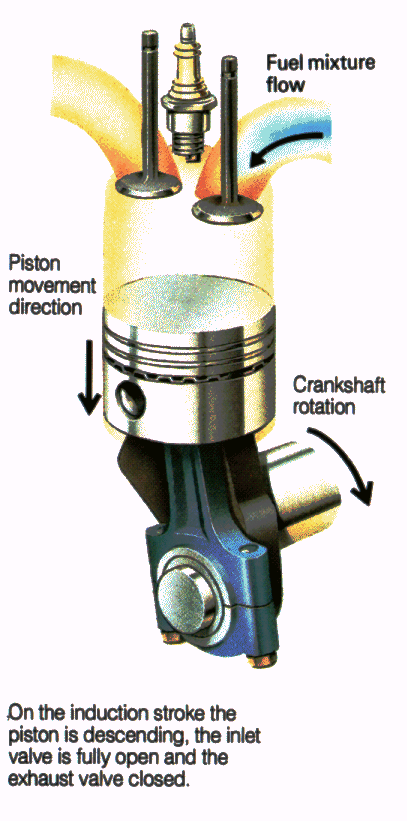 Fuel mixture
flow
Piston
movement
direction
Crankshaft
rotation
On the induction stroke the
piston is descending, the inlet
valve is fully open and the
exhaust valve closed.